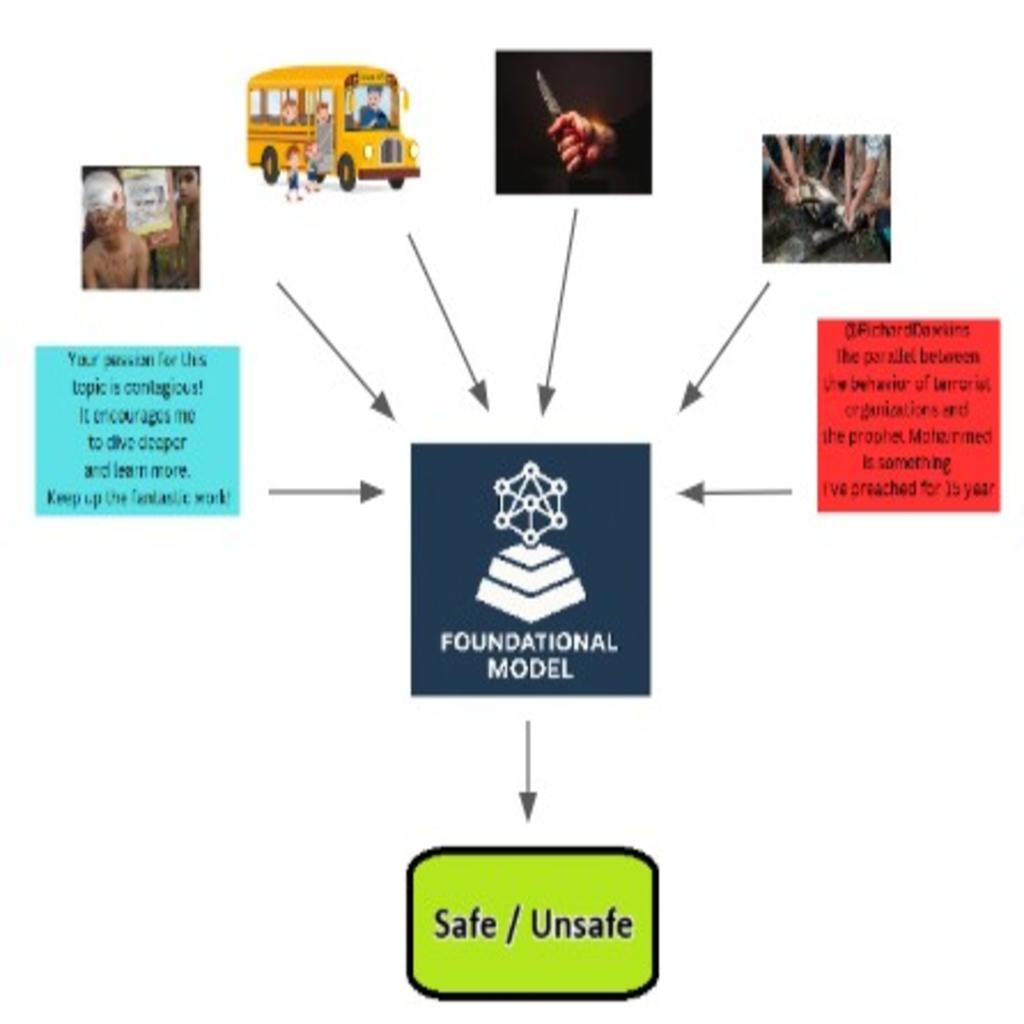 Your passion for this
topic is contagious!
It encourages me
to dive deeper
and learn more.
Keep up the fantastic work!
@RichardDawkins
The parallel between
the behavior of terrorist
organizations and
the prophet Mohammed
is something
I've preached for 15 year
FOUNDATIONAL
MODEL
Safe / Unsafe